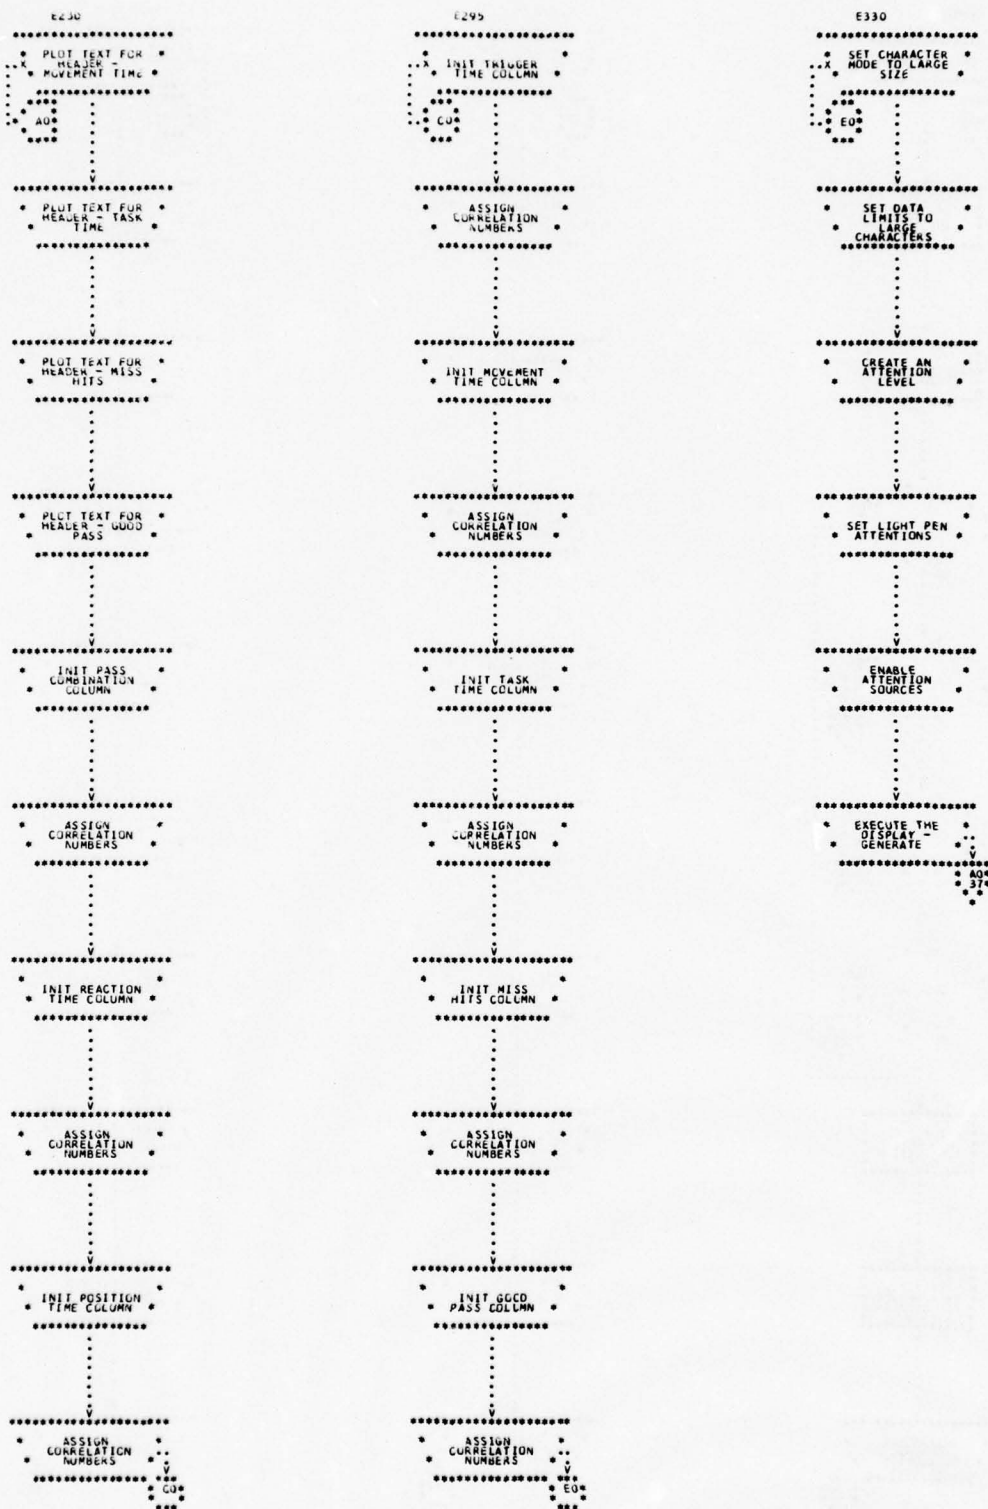 E230
PLOT TEXT FOR
HEADER -
MOVEMENT TIME
X
A0
PLOT TEXT FOR
HEADER - TASK
TIME
PLOT TEXT FOR
HEADER - MISS
HITS
PLOT TEXT FOR
HEADER - GOOD
PASS
INIT PASS
COMBINATION
COLUMN
ASSIGN
CORRELATION
NUMBERS
INIT REACTION
TIME COLUMN
ASSIGN
CORRELATION
NUMBERS
INIT POSITION
TIME COLUMN
ASSIGN
CORRELATION
NUMBERS
C0
E295
X
INIT TRIGGER
TIME COLUMN
C0
ASSIGN
CORRELATION
NUMBERS
INIT MOVEMENT
TIME COLUMN
ASSIGN
CORRELATION
NUMBERS
INIT TASK
TIME COLUMN
ASSIGN
CORRELATION
NUMBERS
INIT MISS
HITS COLUMN
ASSIGN
CORRELATION
NUMBERS
INIT GOOD
PASS COLUMN
ASSIGN
CORRELATION
NUMBERS
E0
E330
SET CHARACTER
X
MODE TO LARGE
SIZE
E0
SET DATA
LIMITS TO
LARGE
CHARACTERS
CREATE AN
ATTENTION
LEVEL
SET LIGHT PEN
ATTENTIONS
ENABLE
ATTENTION
SOURCES
EXECUTE THE
DISPLAY -
GENERATE
A0
37